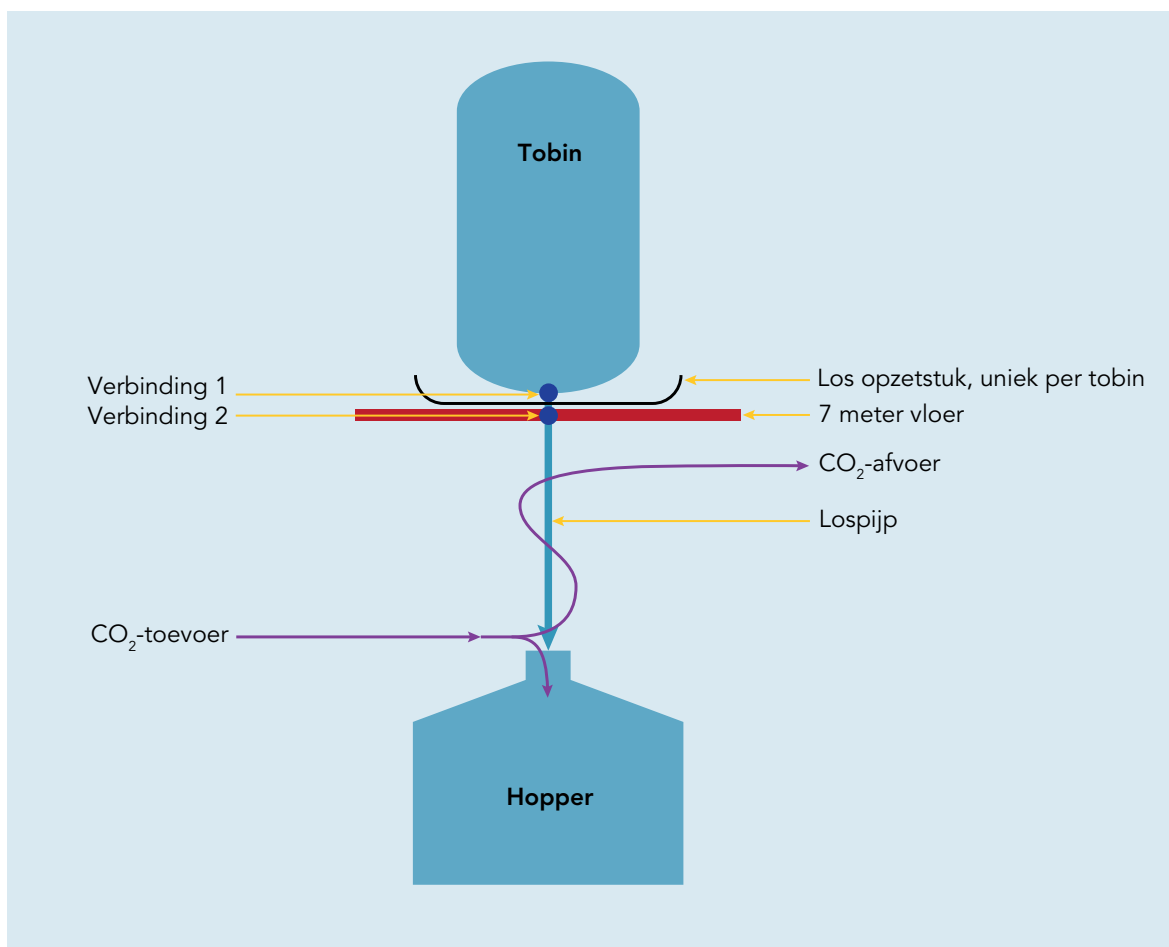 Tobin
Verbinding 1
Verbinding 2
Los opzetstuk, uniek per tobin
7 meter vloer
CO₂-afvoer
Lospijp
CO₂-toevoer
Hopper